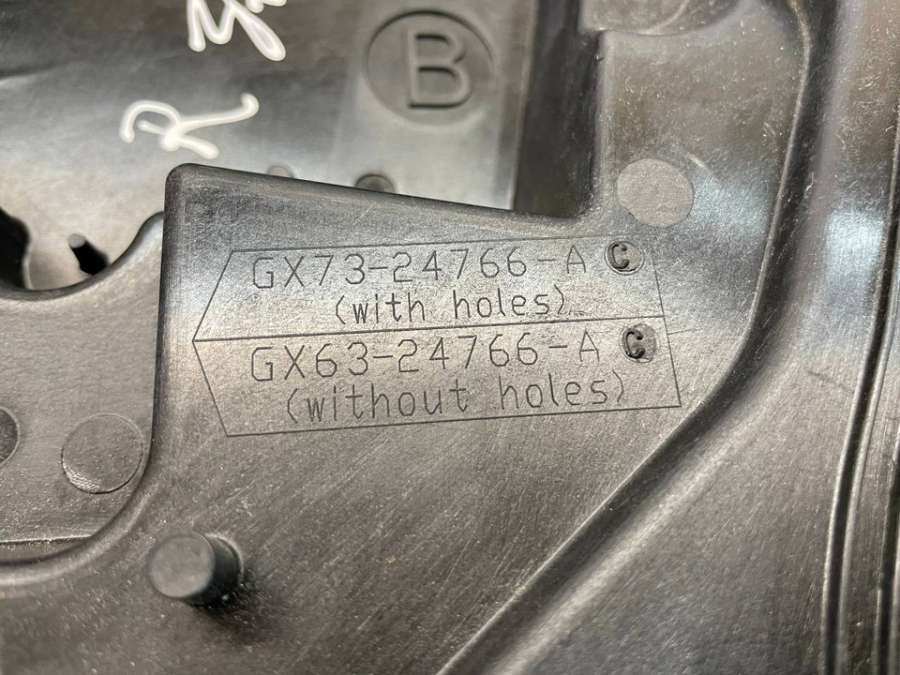 B
R
GX73-24766-A C
(with holes)
GX63-24766-A C
(without holes)